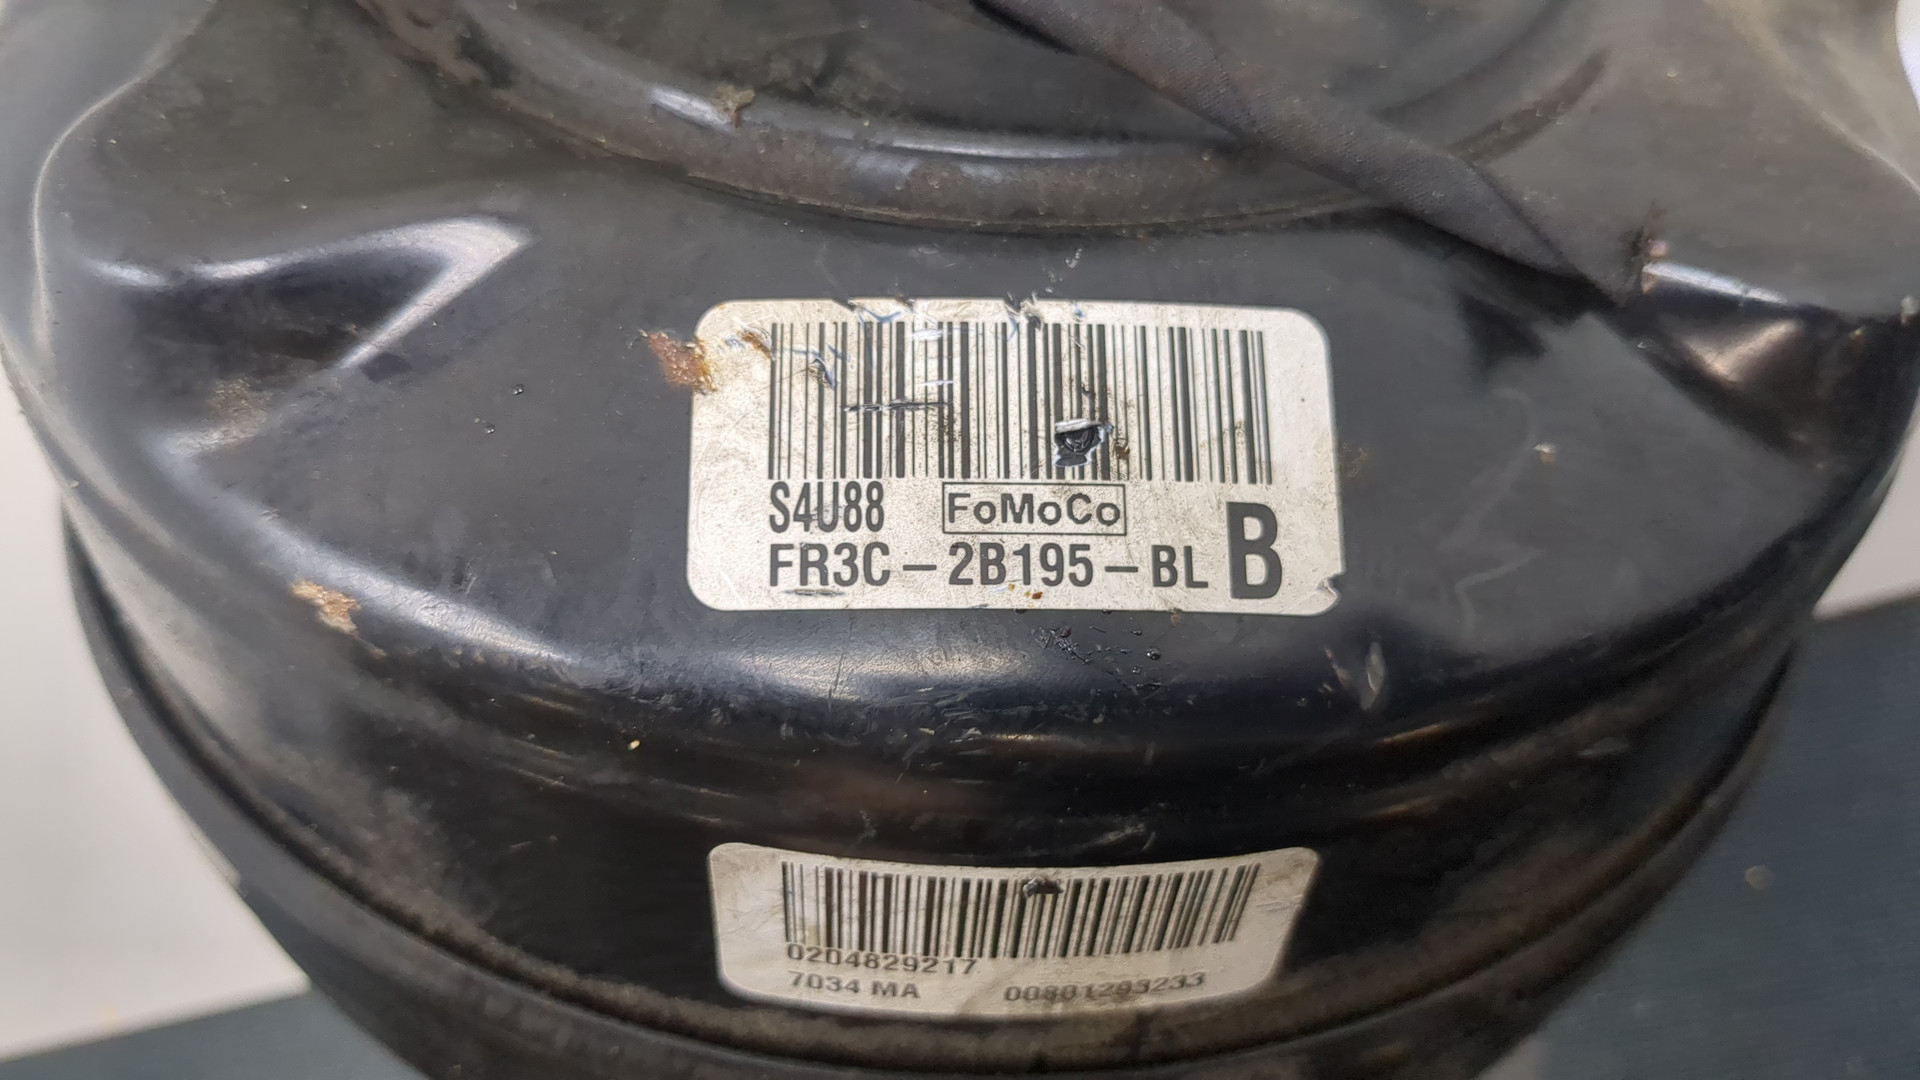 S4U88 FoMoCo
FR3C-2B195-BL B
0204829217
7034 MA 00801293233